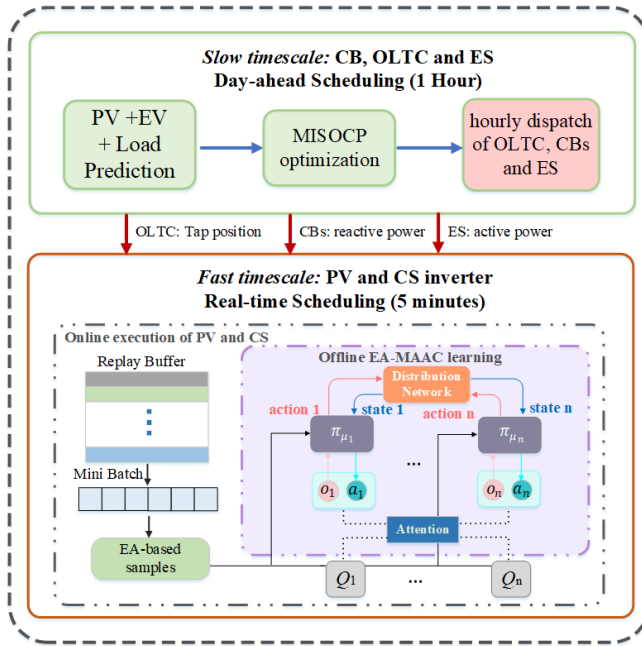 Slow timescale: CB, OLTC and ES
Day-ahead Scheduling (1 Hour)
PV +EV
+ Load
Prediction
MISOCP
optimization
hourly dispatch
of OLTC, CBs
and ES
OLTC: Tap position
CBs: reactive power
ES: active power
Fast timescale: PV and CS inverter
Real-time Scheduling (5 minutes)
Online execution of PV and CS
Replay Buffer
Mini Batch
EA-based
samples
Offline EA-MAAC learning
Distribution
Network
action 1
state 1
action n
state n
π_μ₁
π_μₙ
...
o₁
a₁
oₙ
aₙ
Attention
Q₁
...
Qₙ